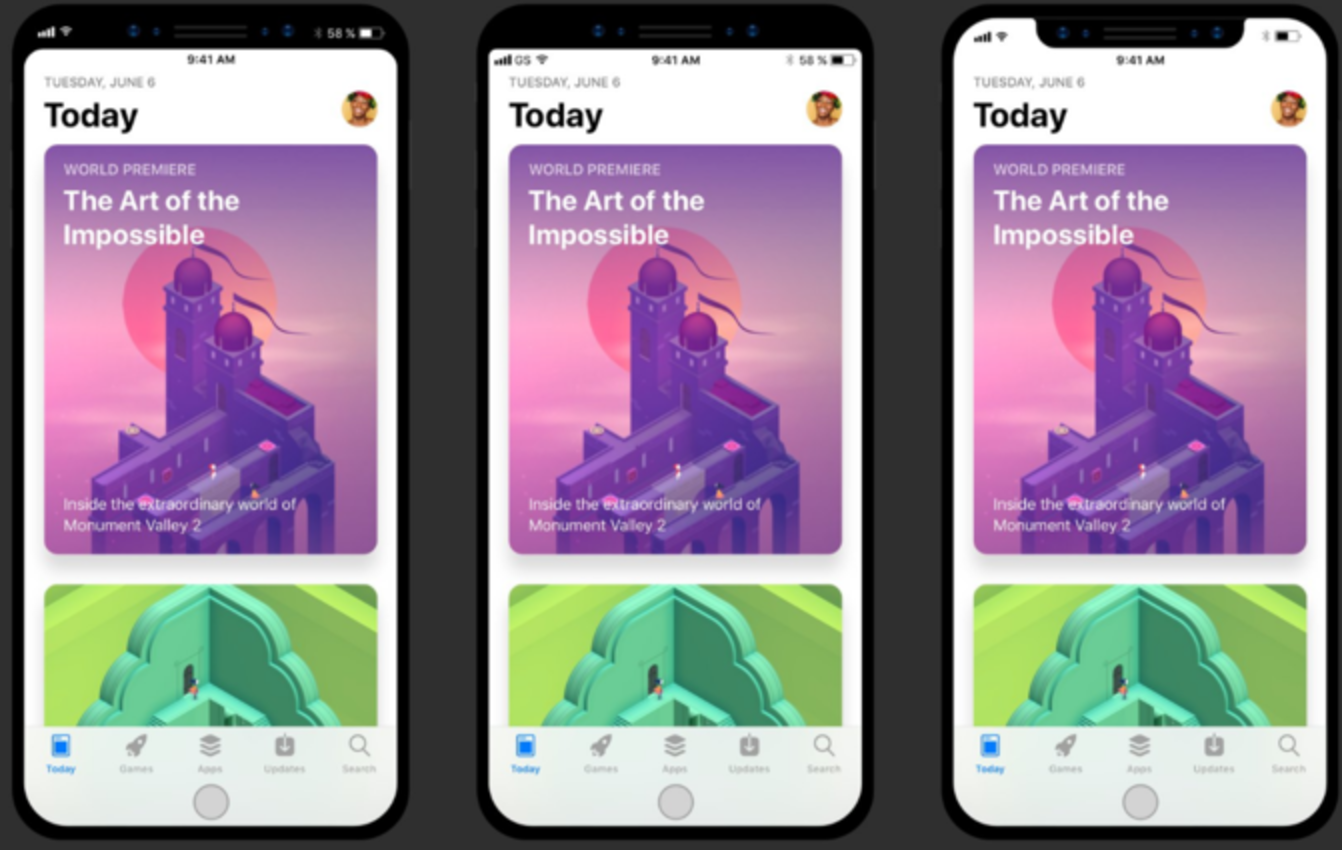 58 %
9:41 AM
TUESDAY, JUNE 6
Today
WORLD PREMIERE
The Art of the
Impossible
Inside the extraordinary world of
Monument Valley 2
Today Games Apps Updates Search
GS 9:41 AM 58 %
TUESDAY, JUNE 6
Today
WORLD PREMIERE
The Art of the
Impossible
Inside the extraordinary world of
Monument Valley 2
Today Games Apps Updates Search
9:41 AM
TUESDAY, JUNE 6
Today
WORLD PREMIERE
The Art of the
Impossible
Inside the extraordinary world of
Monument Valley 2
Today Games Apps Updates Search